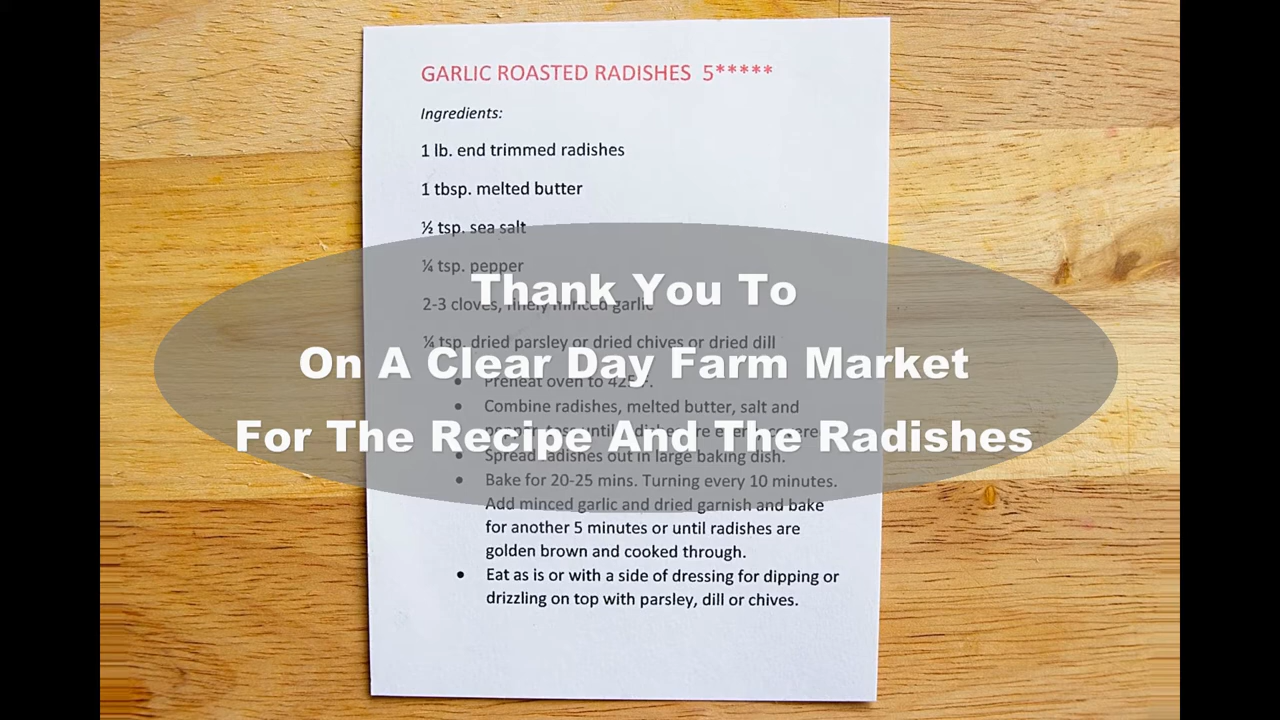 GARLIC ROASTED RADISHES 5*****
Ingredients:
1 lb. end trimmed radishes
1 tbsp. melted butter
½ tsp. sea salt
¼ tsp. pepper
Thank You To
2-3 cloves, finely minced garlic
¼ tsp. dried parsley or dried chives or dried dill
On A Clear Day Farm Market
• Preheat oven to 425 F.
• Combine radishes, melted butter, salt and
For The Recipe And The Radishes
• Spread radishes out in large baking dish.
• Bake for 20-25 mins. Turning every 10 minutes.
Add minced garlic and dried garnish and bake
for another 5 minutes or until radishes are
golden brown and cooked through.
• Eat as is or with a side of dressing for dipping or
drizzling on top with parsley, dill or chives.